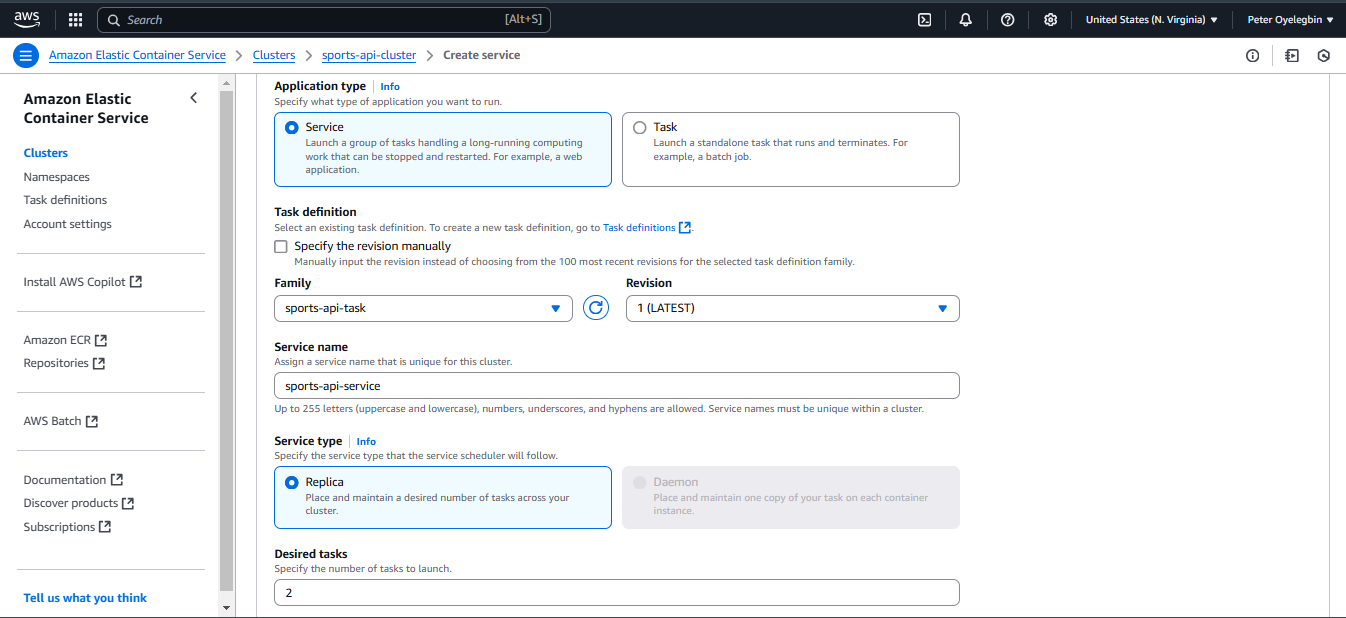 aws
Search
[Alt+S]
United States (N. Virginia)
Peter Oyelegbin
Amazon Elastic Container Service
Clusters
sports-api-cluster
Create service
Amazon Elastic
Container Service
Clusters
Namespaces
Task definitions
Account settings
Install AWS Copilot
Amazon ECR
Repositories
AWS Batch
Documentation
Discover products
Subscriptions
Tell us what you think
Application type Info
Specify what type of application you want to run.
Service
Launch a group of tasks handling a long-running computing
work that can be stopped and restarted. For example, a web
application.
Task
Launch a standalone task that runs and terminates. For
example, a batch job.
Task definition
Select an existing task definition. To create a new task definition, go to Task definitions.
Specify the revision manually
Manually input the revision instead of choosing from the 100 most recent revisions for the selected task definition family.
Family
sports-api-task
Revision
1 (LATEST)
Service name
Assign a service name that is unique for this cluster.
sports-api-service
Up to 255 letters (uppercase and lowercase), numbers, underscores, and hyphens are allowed. Service names must be unique within a cluster.
Service type Info
Specify the service type that the service scheduler will follow.
Replica
Place and maintain a desired number of tasks across your
cluster.
Daemon
Place and maintain one copy of your task on each container
instance.
Desired tasks
Specify the number of tasks to launch.
2